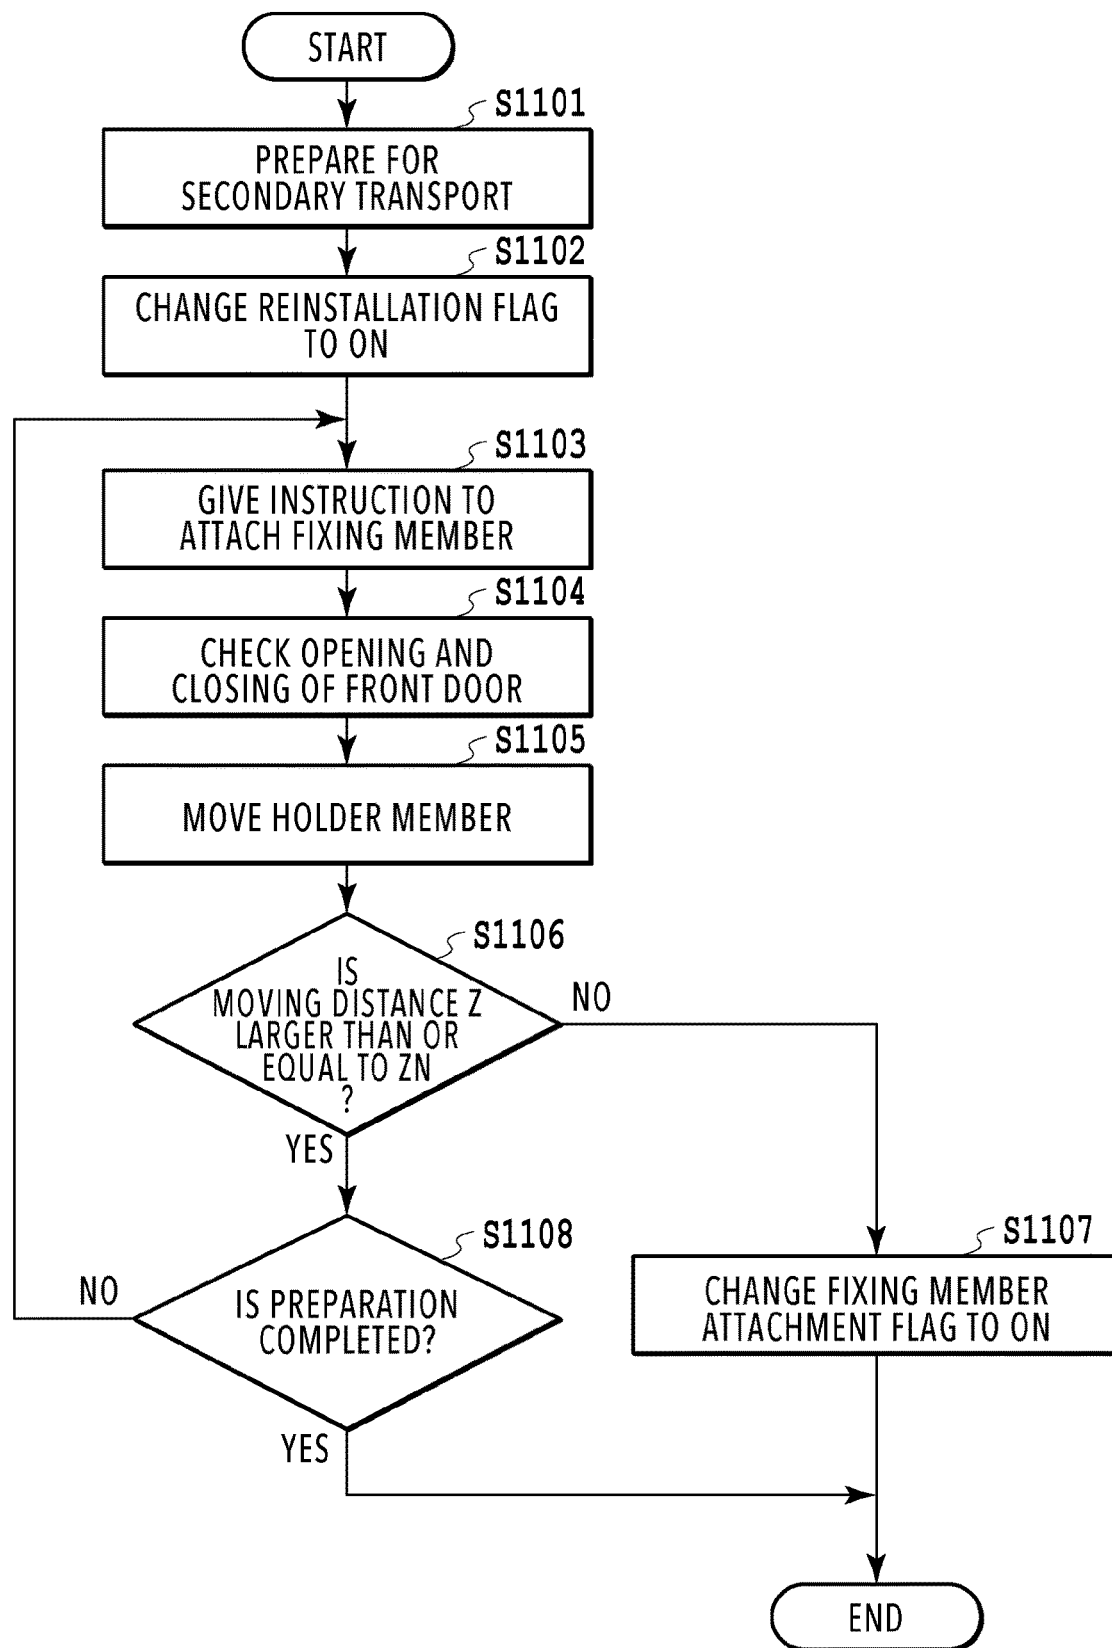 START
S1101
PREPARE FOR
SECONDARY TRANSPORT
S1102
CHANGE REINSTALLATION FLAG
TO ON
S1103
GIVE INSTRUCTION TO
ATTACH FIXING MEMBER
S1104
CHECK OPENING AND
CLOSING OF FRONT DOOR
S1105
MOVE HOLDER MEMBER
S1106
IS
MOVING DISTANCE Z
LARGER THAN OR
EQUAL TO ZN
?
NO
YES
S1107
CHANGE FIXING MEMBER
ATTACHMENT FLAG TO ON
S1108
IS PREPARATION
COMPLETED?
NO
YES
END